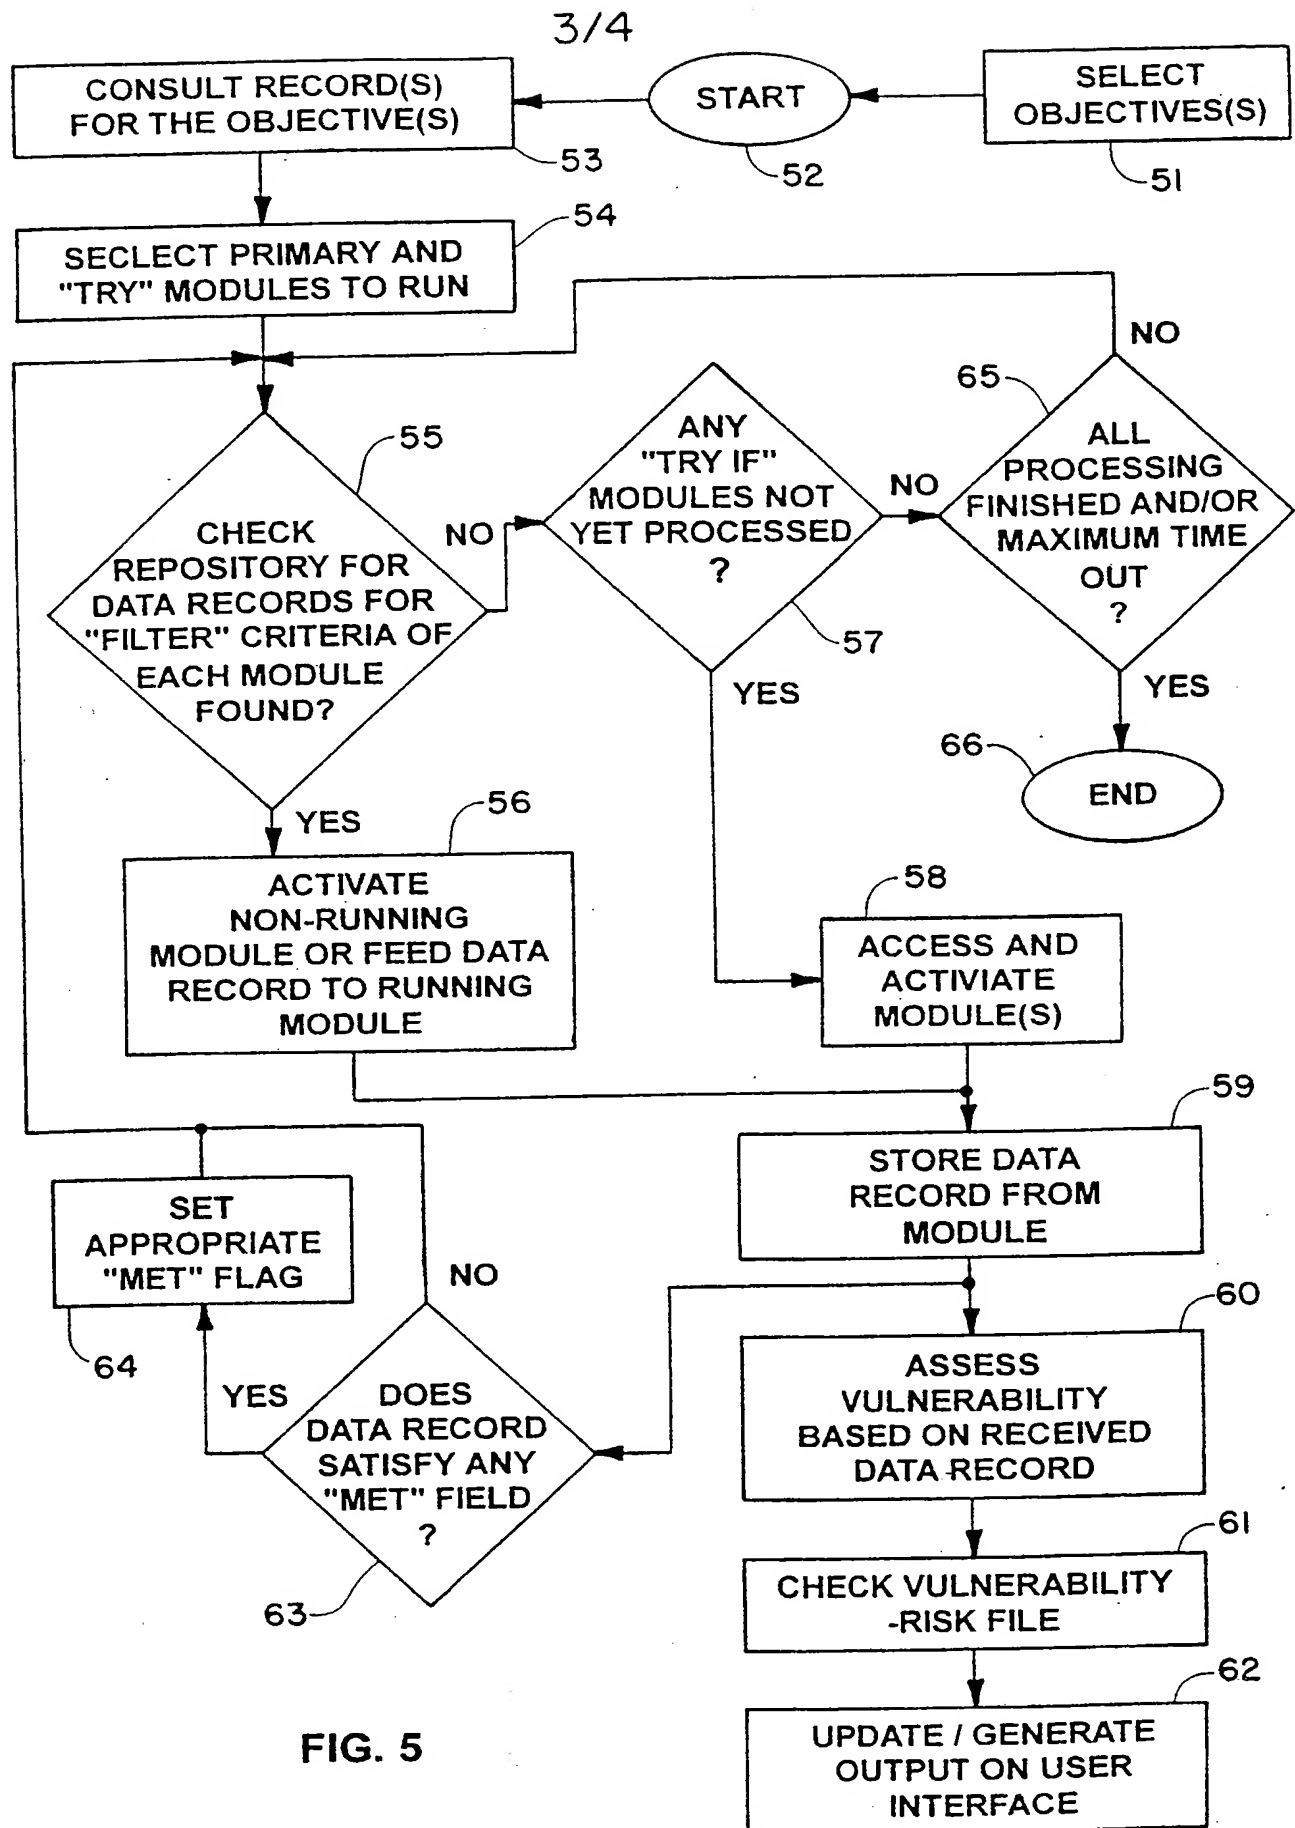 3/4
CONSULT RECORD(S)
FOR THE OBJECTIVE(S)
53
START
52
SELECT
OBJECTIVES(S)
51
54
SECLECT PRIMARY AND
"TRY" MODULES TO RUN
NO
65
55
ANY
"TRY IF"
MODULES NOT
YET PROCESSED
?
NO
ALL
PROCESSING
FINISHED AND/OR
MAXIMUM TIME
OUT
?
CHECK
REPOSITORY FOR
DATA RECORDS FOR
"FILTER" CRITERIA OF
EACH MODULE
FOUND?
NO
57
YES
YES
66
END
YES
56
ACTIVATE
NON-RUNNING
MODULE OR FEED DATA
RECORD TO RUNNING
MODULE
58
ACCESS AND
ACTIVIATE
MODULE(S)
59
STORE DATA
RECORD FROM
MODULE
SET
APPROPRIATE
"MET" FLAG
64
NO
60
ASSESS
VULNERABILITY
BASED ON RECEIVED
DATA RECORD
YES
DOES
DATA RECORD
SATISFY ANY
"MET" FIELD
?
63
61
CHECK VULNERABILITY
-RISK FILE
62
UPDATE / GENERATE
OUTPUT ON USER
INTERFACE
FIG. 5